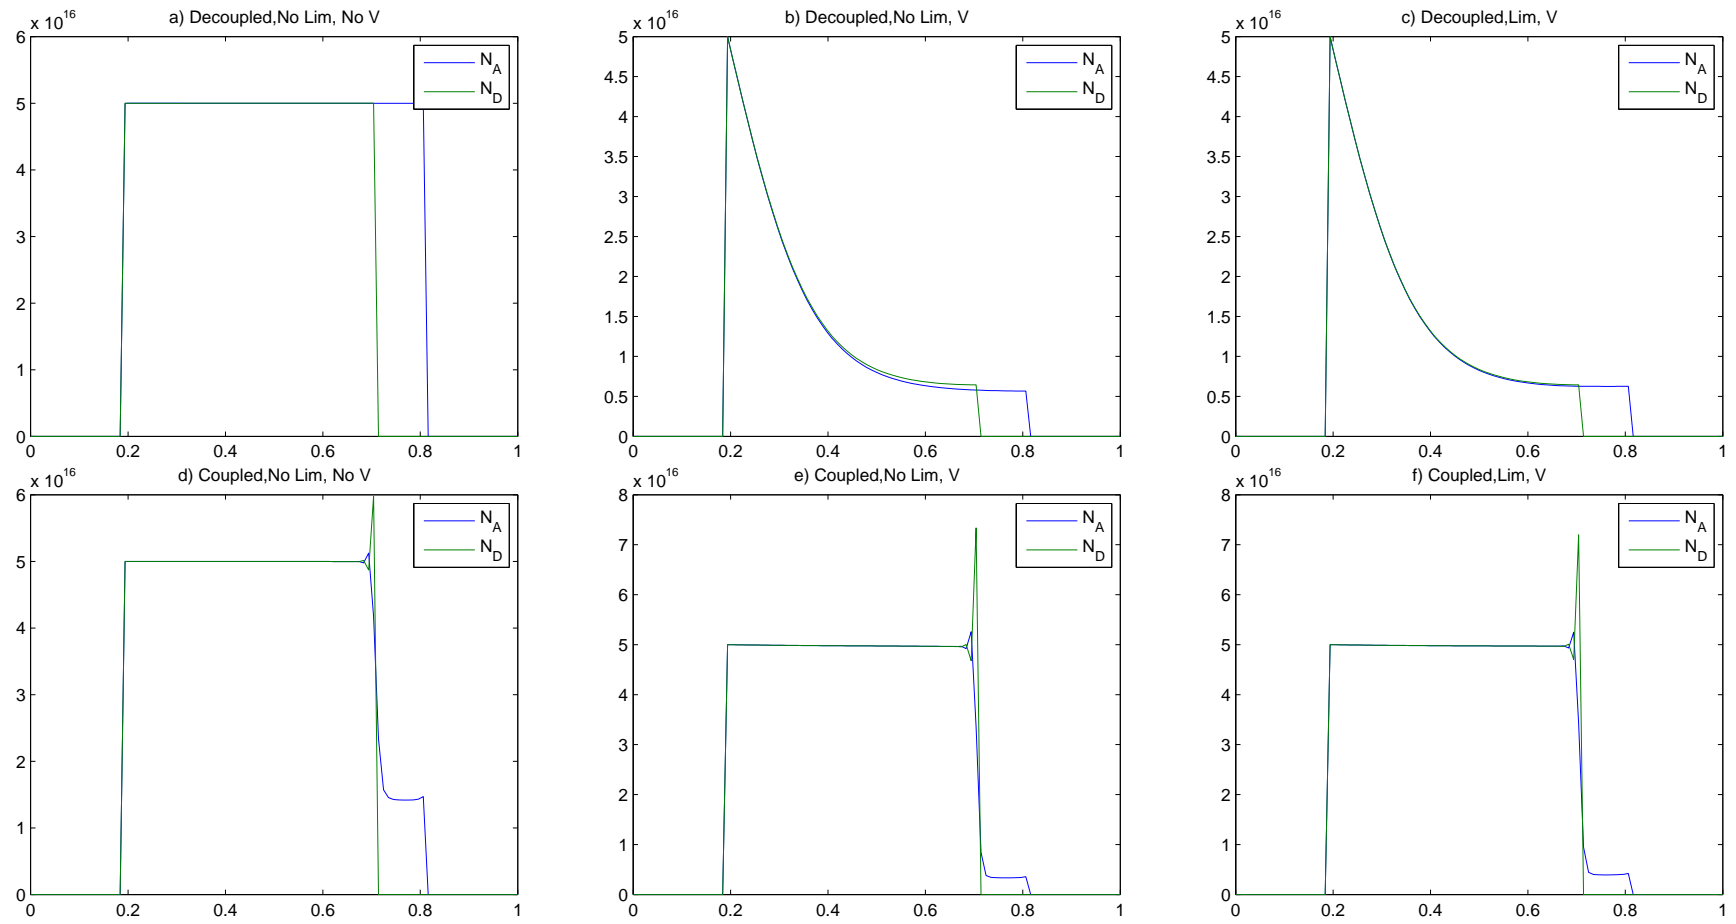 a) Decoupled,No Lim, No V
x 10^16
6
5
4
3
2
1
0
0 0.2 0.4 0.6 0.8 1
N_A
N_D
b) Decoupled,No Lim, V
x 10^16
5
4.5
4
3.5
3
2.5
2
1.5
1
0.5
0
0 0.2 0.4 0.6 0.8 1
N_A
N_D
c) Decoupled,Lim, V
x 10^16
5
4.5
4
3.5
3
2.5
2
1.5
1
0.5
0
0 0.2 0.4 0.6 0.8 1
N_A
N_D
d) Coupled,No Lim, No V
x 10^16
6
5
4
3
2
1
0
0 0.2 0.4 0.6 0.8 1
N_A
N_D
e) Coupled,No Lim, V
x 10^16
8
7
6
5
4
3
2
1
0
0 0.2 0.4 0.6 0.8 1
N_A
N_D
f) Coupled,Lim, V
x 10^16
8
7
6
5
4
3
2
1
0
0 0.2 0.4 0.6 0.8 1
N_A
N_D